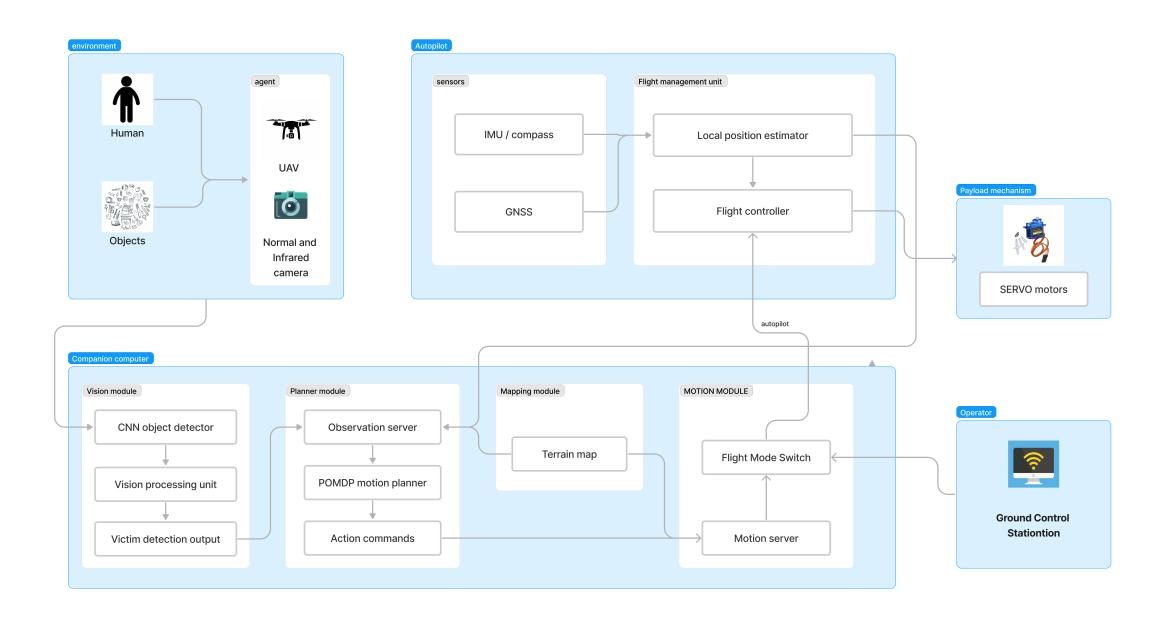 environment
Human
Objects
agent
UAV
Normal and
Infrared
camera
Autopilot
sensors
IMU / compass
GNSS
Flight management unit
Local position estimator
Flight controller
Payload mechanism
SERVO motors
autopilot
Companion computer
Vision module
CNN object detector
Vision processing unit
Victim detection output
Planner module
Observation server
POMDP motion planner
Action commands
Mapping module
Terrain map
MOTION MODULE
Flight Mode Switch
Motion server
Operator
Ground Control
Stationtion